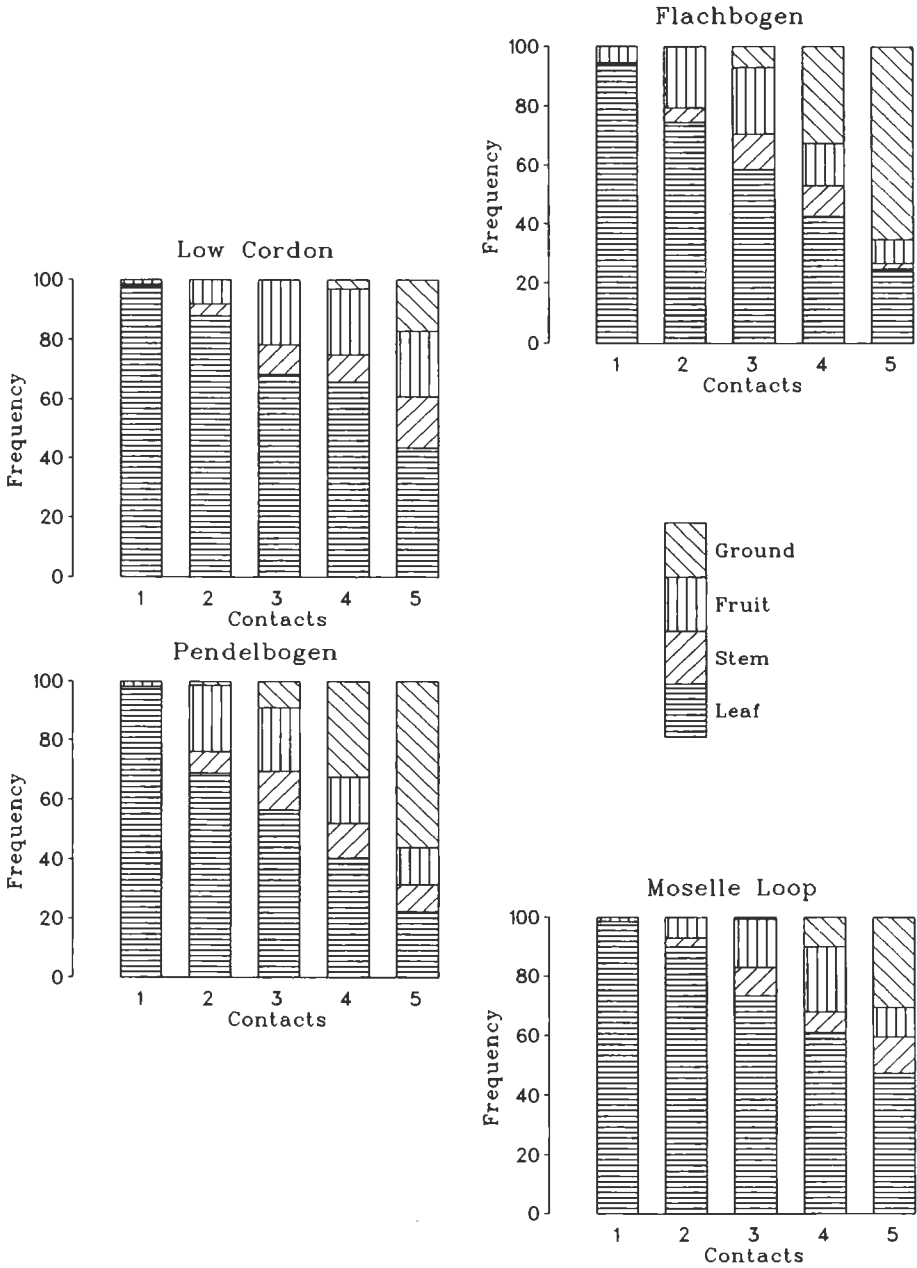 Flachbogen
100
80
60
40
20
0
Frequency
1 2 3 4 5
Contacts
Low Cordon
100
80
60
40
20
0
Frequency
1 2 3 4 5
Contacts
Ground
Fruit
Stem
Leaf
Pendelbogen
100
80
60
40
20
0
Frequency
1 2 3 4 5
Contacts
Moselle Loop
100
80
60
40
20
0
Frequency
1 2 3 4 5
Contacts